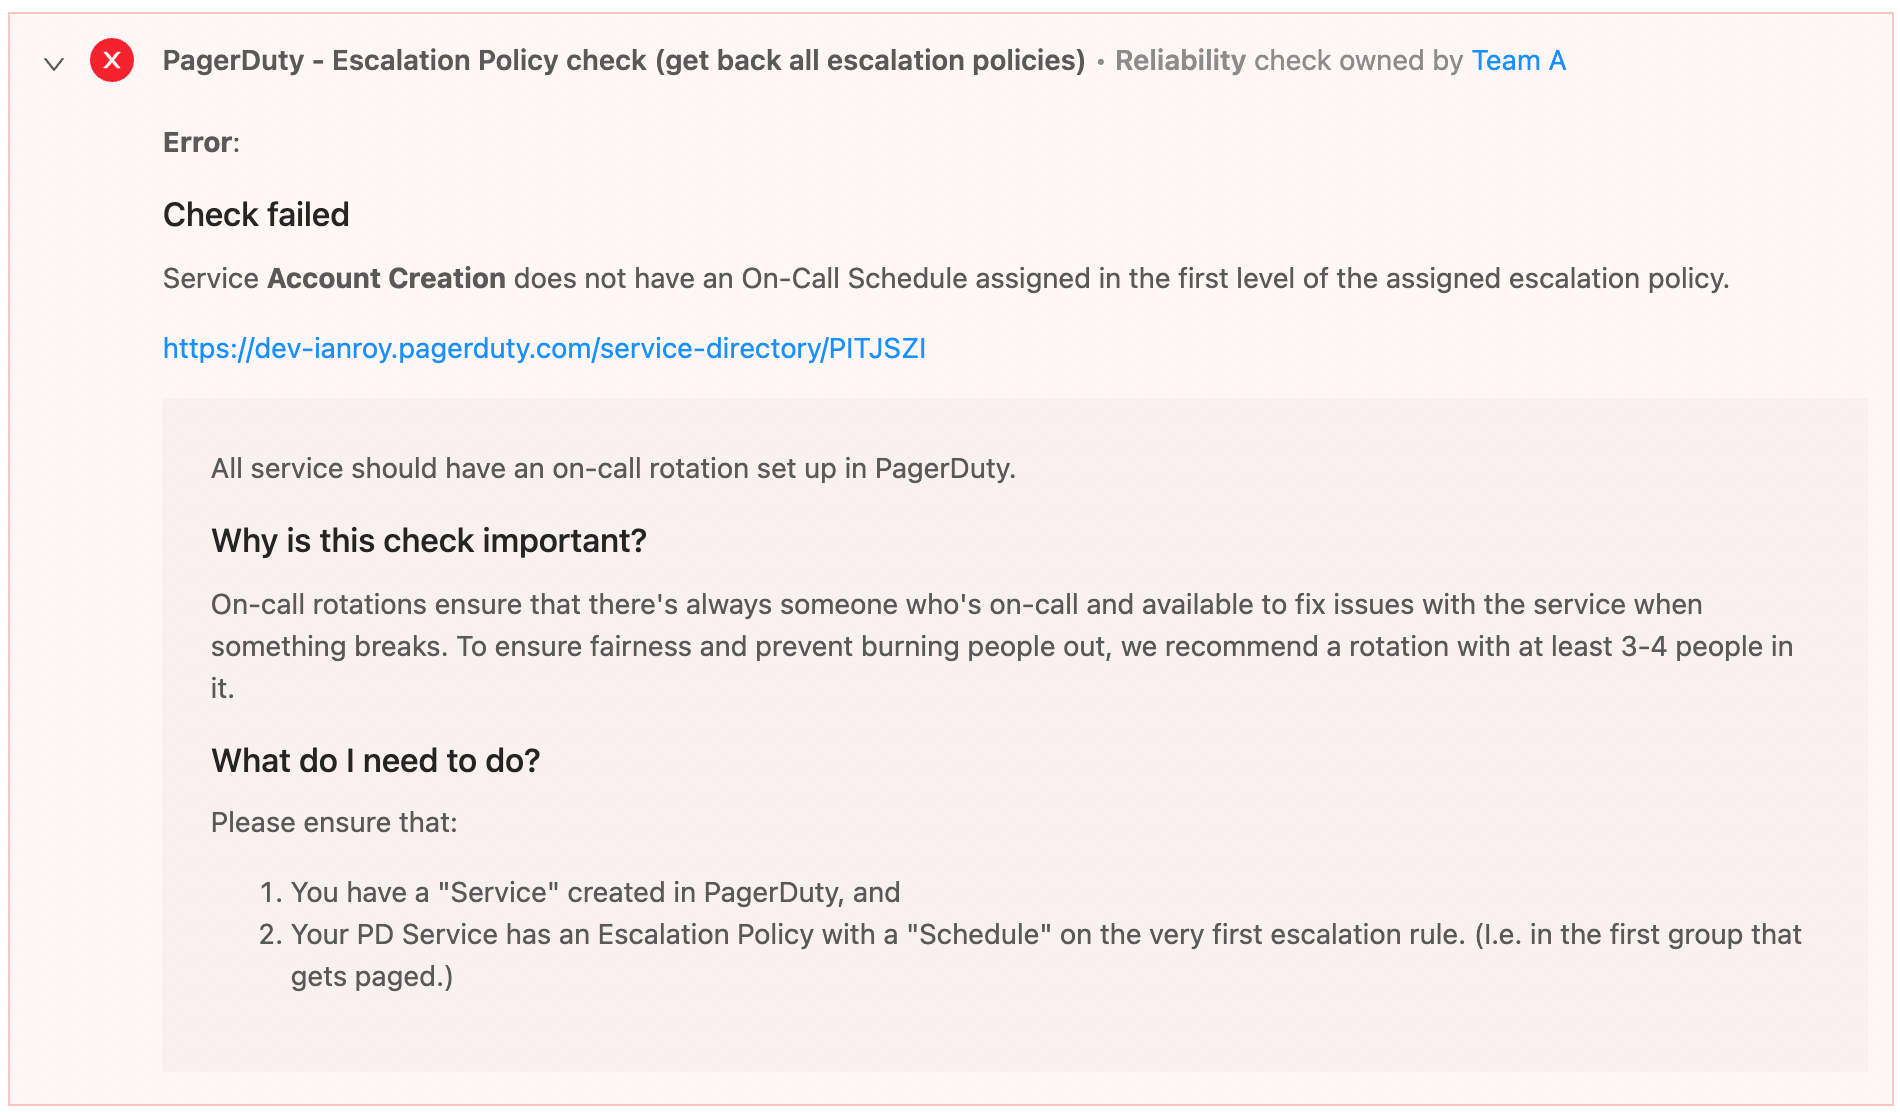 PagerDuty - Escalation Policy check (get back all escalation policies) • Reliability check owned by Team A
Error:
Check failed
Service Account Creation does not have an On-Call Schedule assigned in the first level of the assigned escalation policy.
https://dev-ianroy.pagerduty.com/service-directory/PITJSZI
All service should have an on-call rotation set up in PagerDuty.
Why is this check important?
On-call rotations ensure that there's always someone who's on-call and available to fix issues with the service when
something breaks. To ensure fairness and prevent burning people out, we recommend a rotation with at least 3-4 people in
it.
What do I need to do?
Please ensure that:
1. You have a "Service" created in PagerDuty, and
2. Your PD Service has an Escalation Policy with a "Schedule" on the very first escalation rule. (I.e. in the first group that
gets paged.)